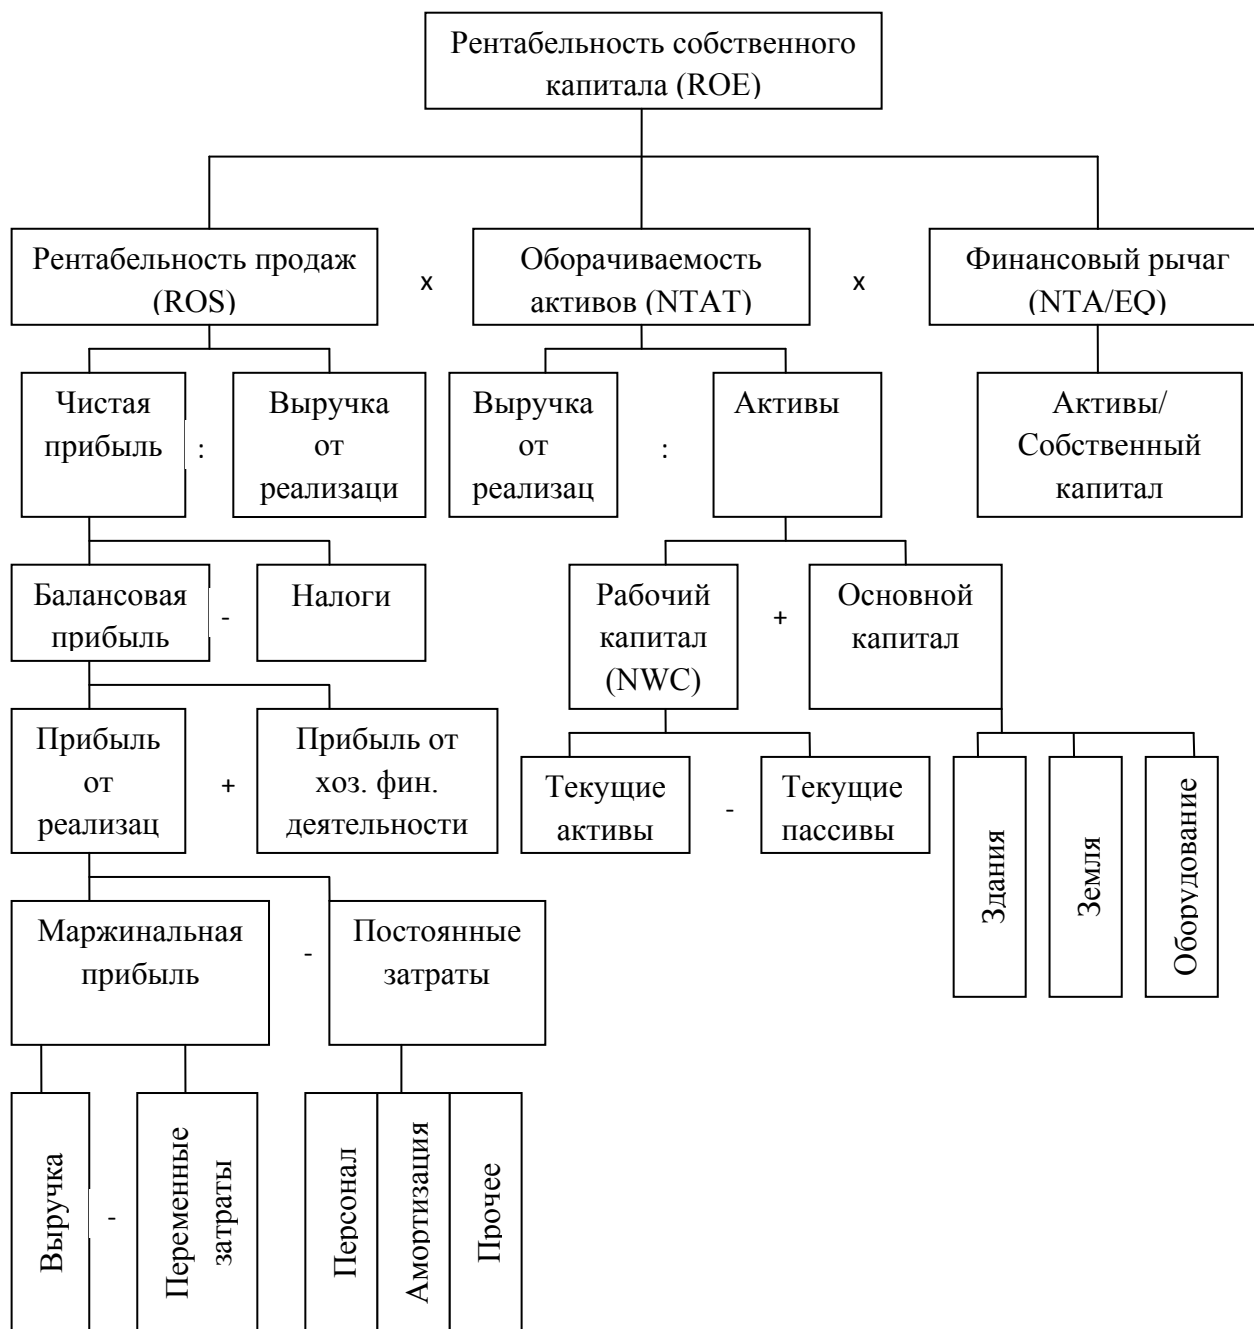 Рентабельность собственного
капитала (ROE)
Рентабельность продаж
(ROS)
x
Оборачиваемость
активов (NTAT)
x
Финансовый рычаг
(NTA/EQ)
Чистая
прибыль
:
Выручка
от
реализаци
Выручка
от
реализац
:
Активы
Активы/
Собственный
капитал
Балансовая
прибыль
-
Налоги
Рабочий
капитал
(NWC)
+
Основной
капитал
Прибыль
от
реализац
+
Прибыль от
хоз. фин.
деятельности
Текущие
активы
-
Текущие
пассивы
Здания
Земля
Оборудование
Маржинальная
прибыль
-
Постоянные
затраты
Выручка
-
Переменные
затраты
Персонал
Амортизация
Прочее